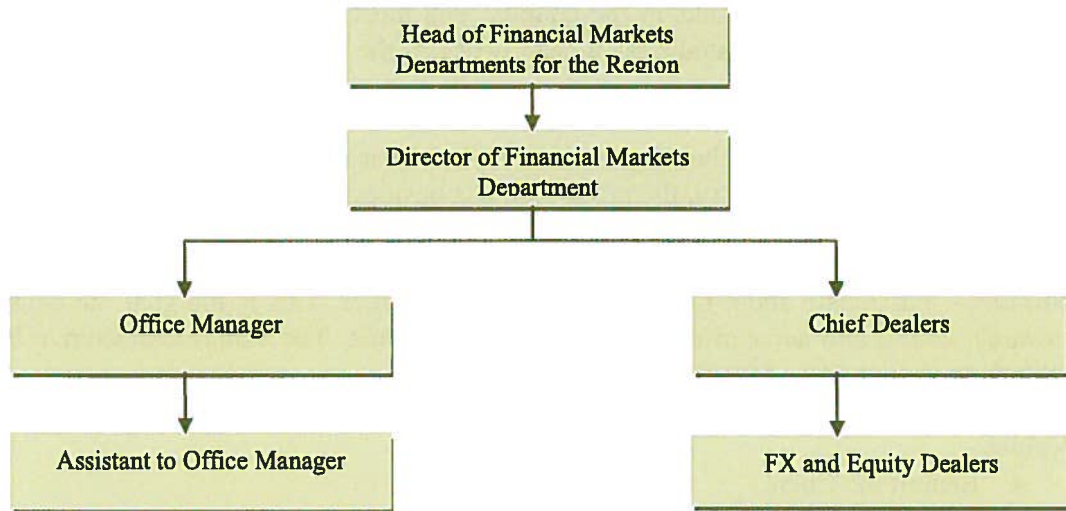 Head of Financial Markets
Departments for the Region
Director of Financial Markets
Department
Office Manager
Chief Dealers
Assistant to Office Manager
FX and Equity Dealers